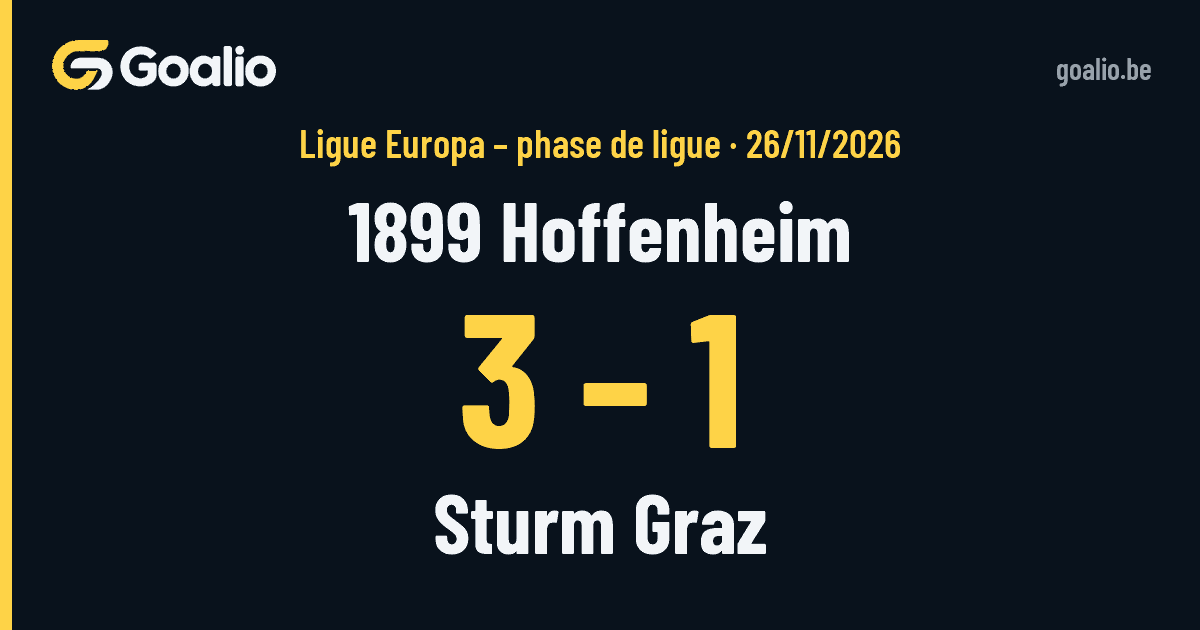 Goalio
goalio.be
Ligue Europa – phase de ligue · 26/11/2026
1899 Hoffenheim
3 – 1
Sturm Graz